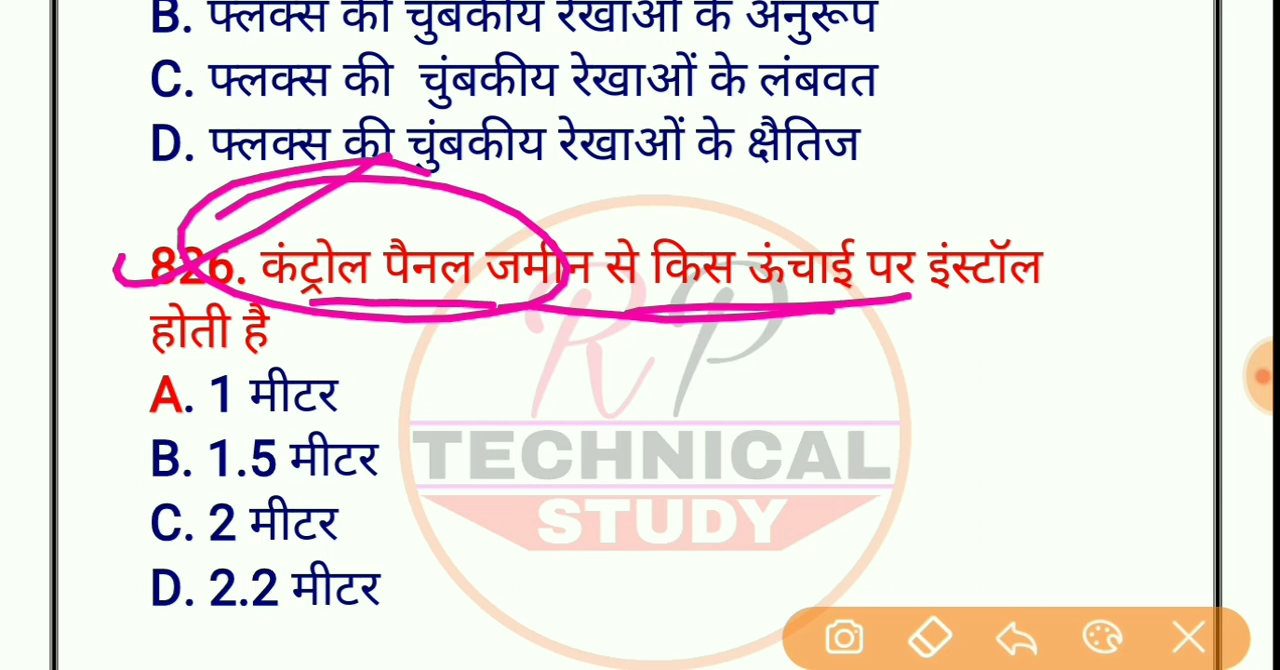 B. फ्लक्स की चुंबकीय रेखाओं के अनुरूप
C. फ्लक्स की चुंबकीय रेखाओं के लंबवत
D. फ्लक्स की चुंबकीय रेखाओं के क्षैतिज
826. कंट्रोल पैनल जमीन से किस ऊंचाई पर इंस्टॉल
होती है
A. 1 मीटर
B. 1.5 मीटर
C. 2 मीटर
D. 2.2 मीटर
RP
TECHNICAL
STUDY